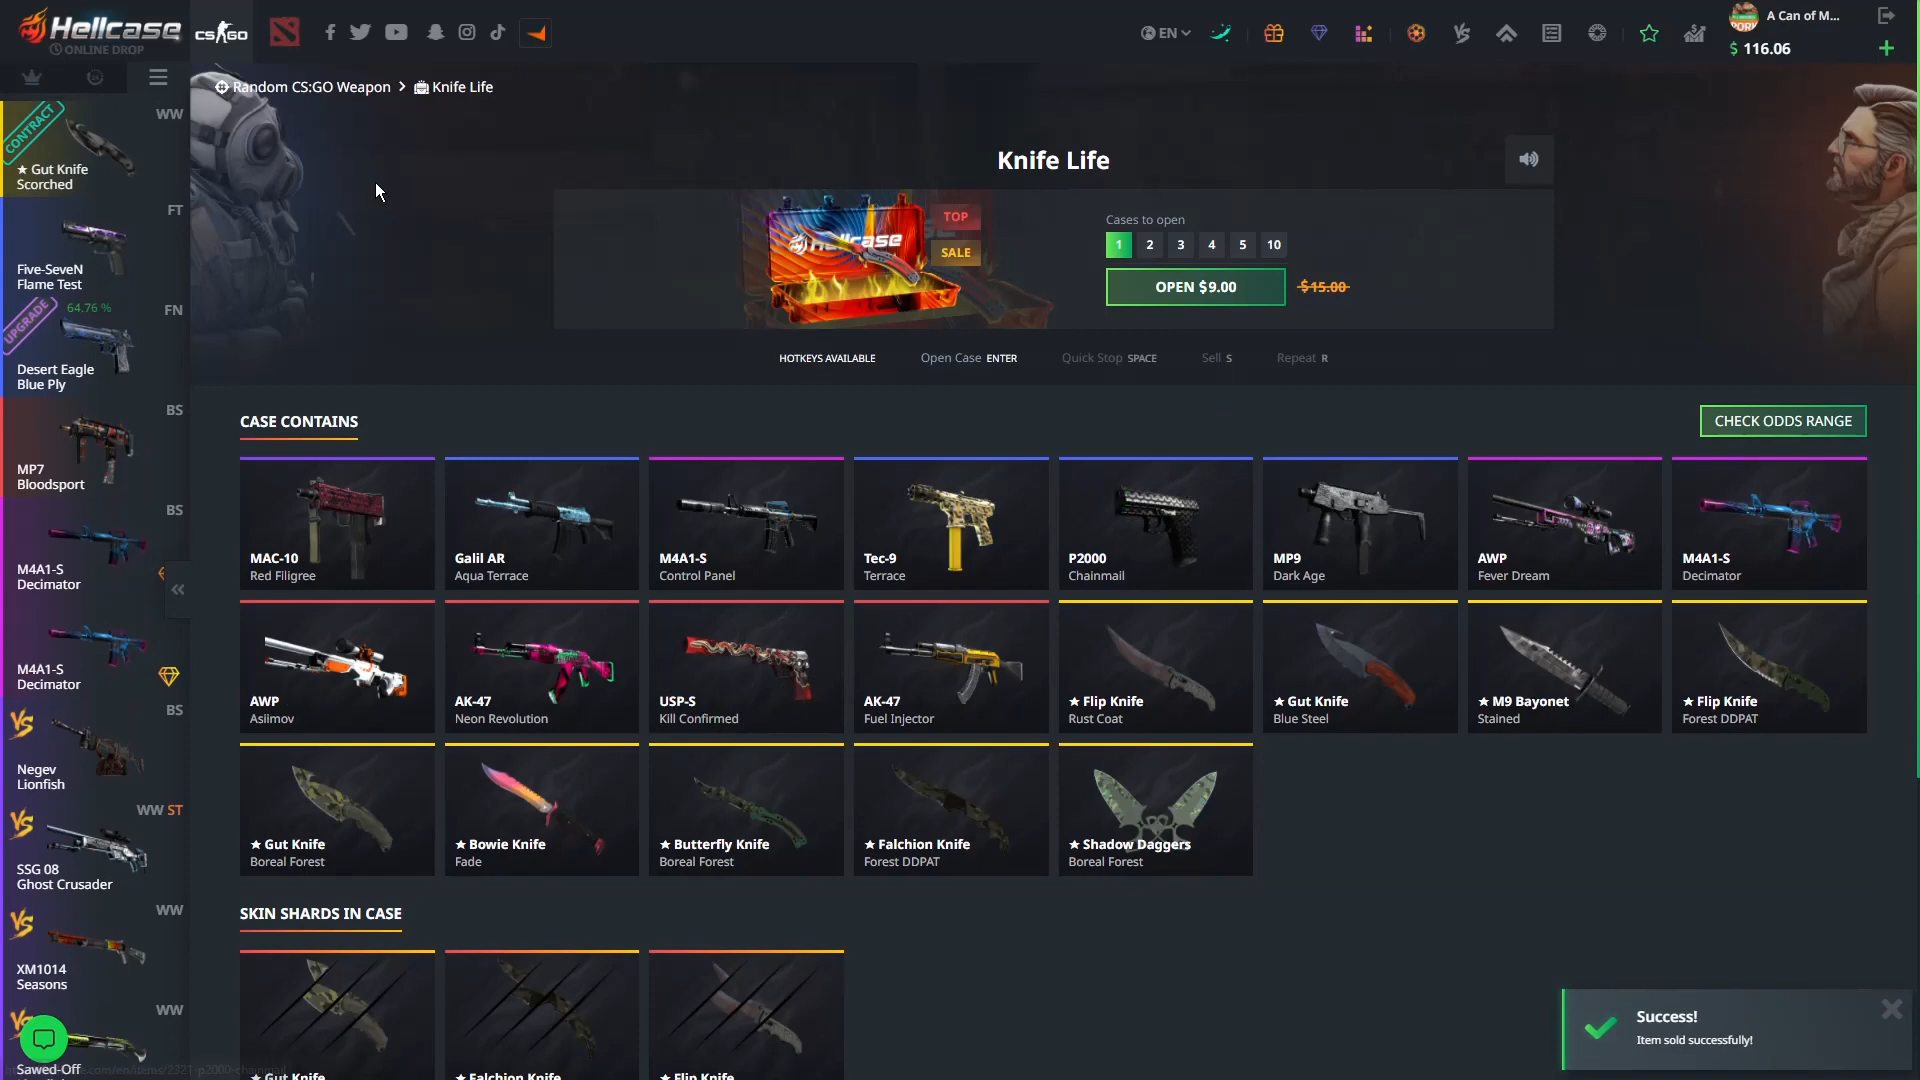 Hellcase
ONLINE DROP
CS:GO
EN
A Can of M...
$ 116.06
Random CS:GO Weapon
Knife Life
WW
CONTRACT
★ Gut Knife
Scorched
FT
Five-SeveN
Flame Test
UPGRADE
64.76 %
FN
Desert Eagle
Blue Ply
BS
MP7
Bloodsport
BS
M4A1-S
Decimator
M4A1-S
Decimator
VS
BS
Negev
Lionfish
VS
WW ST
SSG 08
Ghost Crusader
VS
WW
XM1014
Seasons
WW
Sawed-Off
Knife Life
Hellcase
TOP
SALE
Cases to open
1 2 3 4 5 10
OPEN $9.00
$15.00
HOTKEYS AVAILABLE
Open Case ENTER
Quick Stop SPACE
Sell S
Repeat R
CASE CONTAINS
CHECK ODDS RANGE
MAC-10
Red Filigree
Galil AR
Aqua Terrace
M4A1-S
Control Panel
Tec-9
Terrace
P2000
Chainmail
MP9
Dark Age
AWP
Fever Dream
M4A1-S
Decimator
AWP
Asiimov
AK-47
Neon Revolution
USP-S
Kill Confirmed
AK-47
Fuel Injector
★ Flip Knife
Rust Coat
★ Gut Knife
Blue Steel
★ M9 Bayonet
Stained
★ Flip Knife
Forest DDPAT
★ Gut Knife
Boreal Forest
★ Bowie Knife
Fade
★ Butterfly Knife
Boreal Forest
★ Falchion Knife
Forest DDPAT
★ Shadow Daggers
Boreal Forest
SKIN SHARDS IN CASE
★ Gut Knife
★ Falchion Knife
★ Flip Knife
Success!
Item sold successfully!